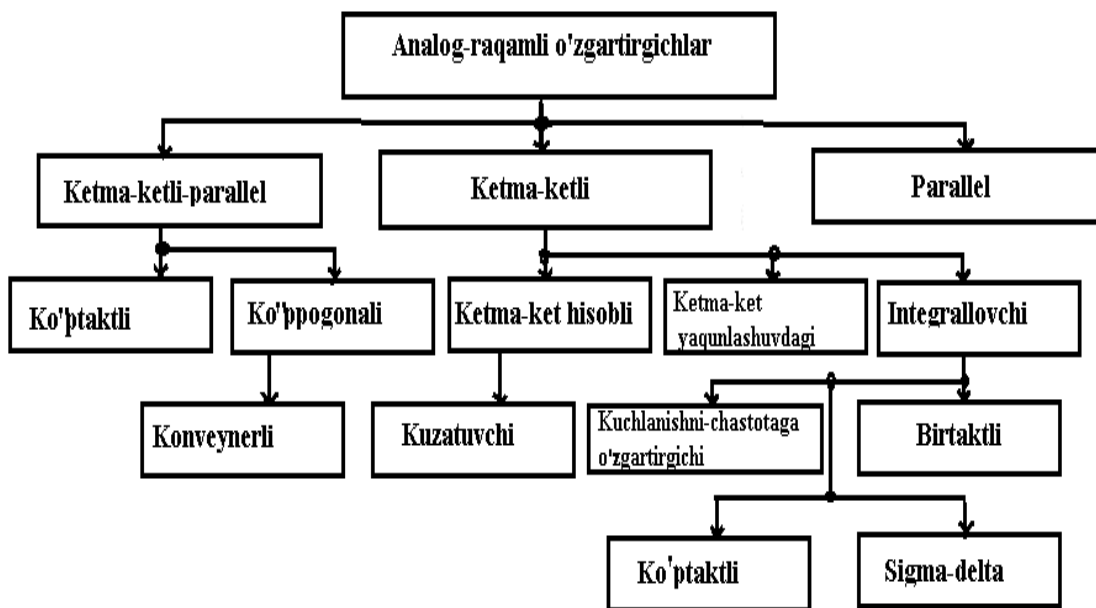 Analog-raqamli o'zgartirgichlar
Ketma-ketli-parallel
Ketma-ketli
Parallel
Ko'ptaktli
Ko'ppogonali
Ketma-ket hisobli
Ketma-ket
yaqunlashuvdagi
Integrallovchi
Konveynerli
Kuzatuvchi
Kuchlanishni-chastotaga
o'zgartirgichi
Birtaktli
Ko'ptaktli
Sigma-delta